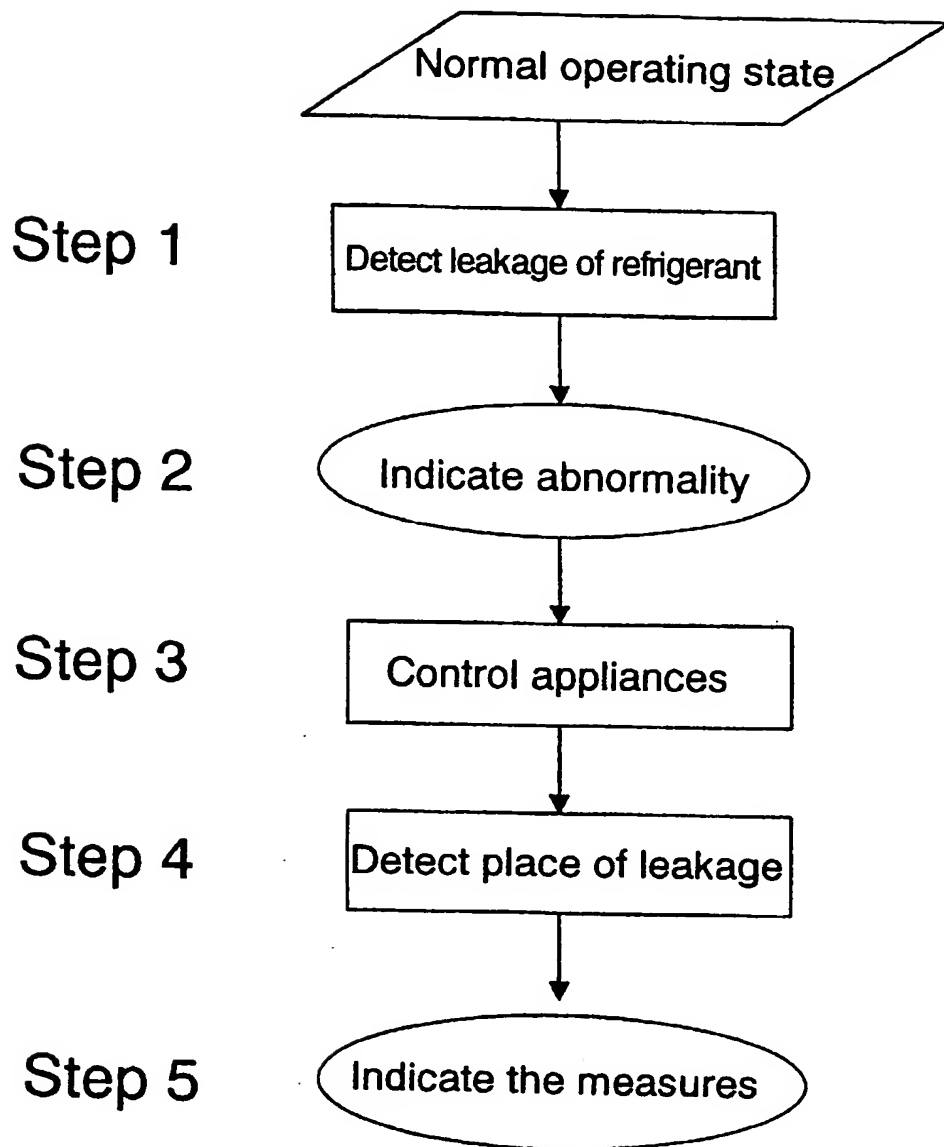 Normal operating state
Step 1
Detect leakage of refrigerant
Step 2
Indicate abnormality
Step 3
Control appliances
Step 4
Detect place of leakage
Step 5
Indicate the measures